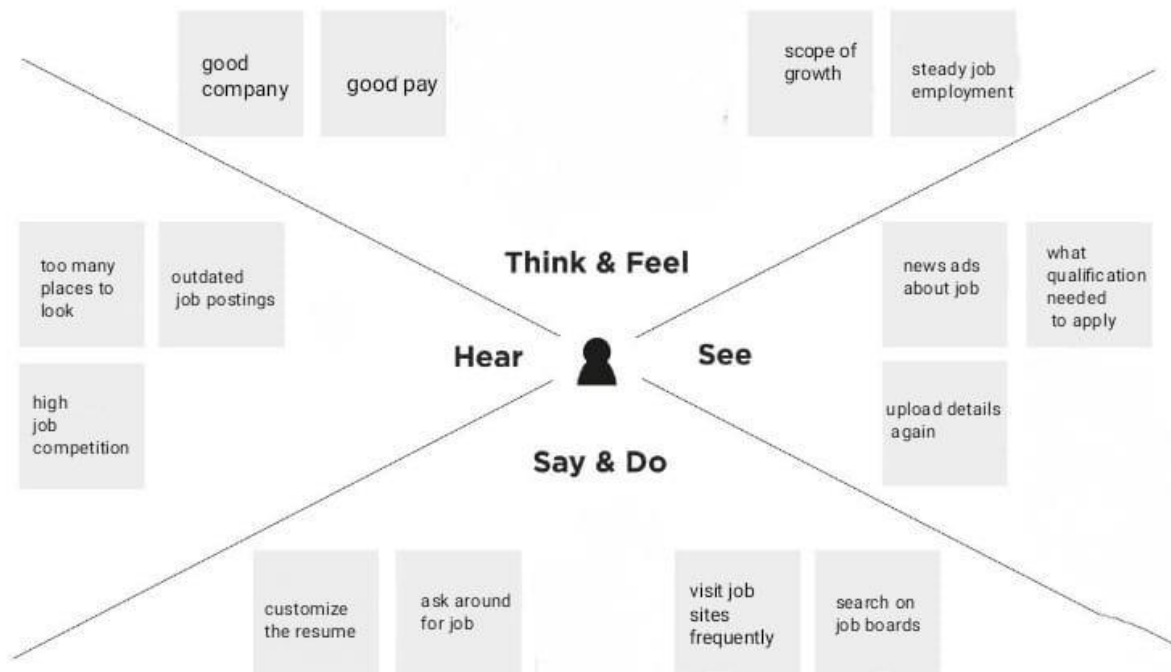 good
company
good pay
scope of
growth
steady job
employment
too many
places to
look
outdated
job postings
high
job
competition
Think & Feel
Hear
See
Say & Do
news ads
about job
what
qualification
needed
to apply
upload details
again
customize
the resume
ask around
for job
visit job
sites
frequently
search on
job boards